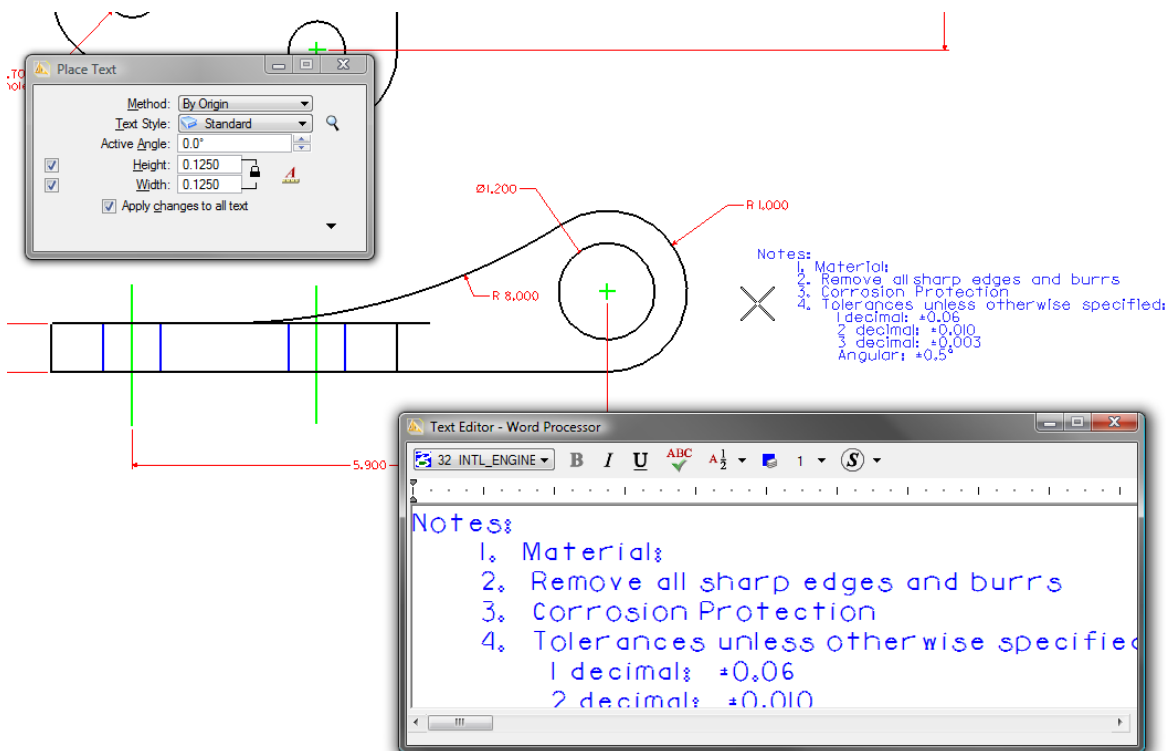 .TO
hole
Place Text
Method: By Origin
Text Style: Standard
Active Angle: 0.0°
Height: 0.1250
Width: 0.1250
A
Apply changes to all text
Ø1.200
R 1.000
R 8.000
5.900
Notes:
1. Material:
2. Remove all sharp edges and burrs
3. Corrosion Protection
4. Tolerances unless otherwise specified:
1 decimal: ±0.06
2 decimal: ±0.010
3 decimal: ±0.003
Angular: ±0.5°
Text Editor - Word Processor
32 INTL_ENGINE B I U ABC A½ 1 S
Notes:
1. Material:
2. Remove all sharp edges and burrs
3. Corrosion Protection
4. Tolerances unless otherwise specified
1 decimal: ±0.06
2 decimal: ±0.010